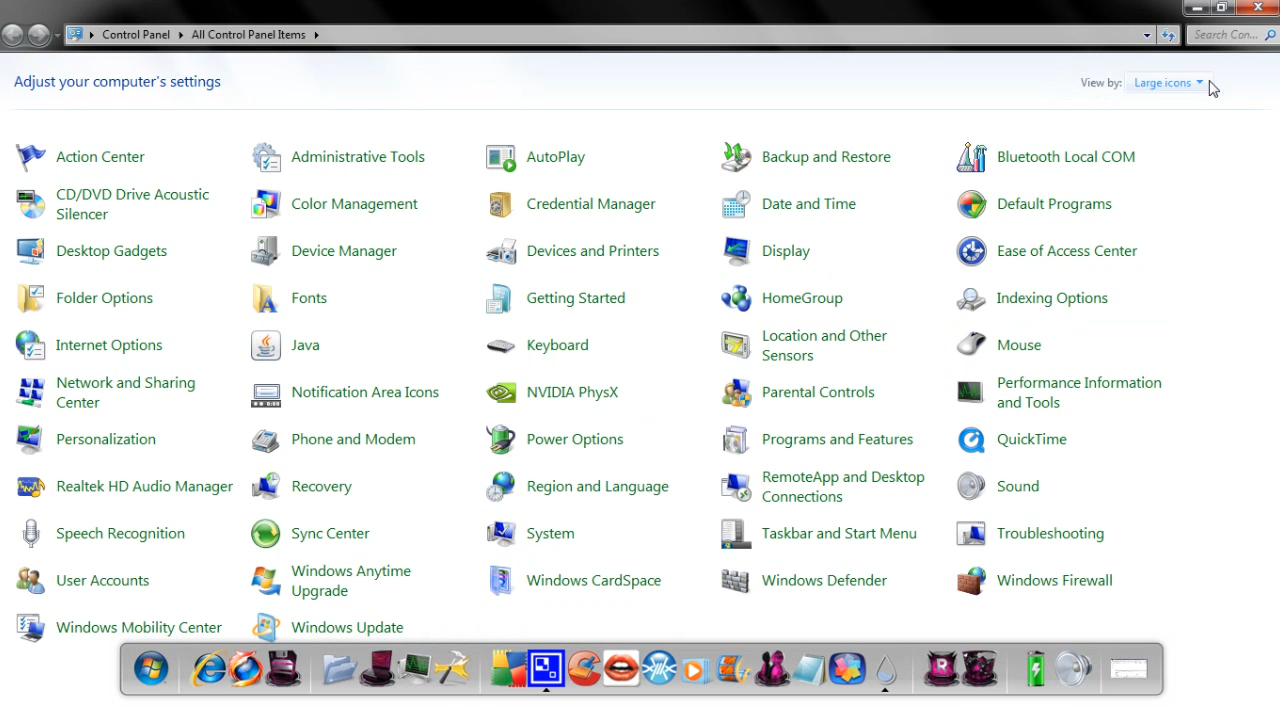 Control Panel
All Control Panel Items
Search Con...
Adjust your computer's settings
View by:
Large icons
Action Center
Administrative Tools
AutoPlay
Backup and Restore
Bluetooth Local COM
CD/DVD Drive Acoustic
Silencer
Color Management
Credential Manager
Date and Time
Default Programs
Desktop Gadgets
Device Manager
Devices and Printers
Display
Ease of Access Center
Folder Options
Fonts
Getting Started
HomeGroup
Indexing Options
Internet Options
Java
Keyboard
Location and Other
Sensors
Mouse
Network and Sharing
Center
Notification Area Icons
NVIDIA PhysX
Parental Controls
Performance Information
and Tools
Personalization
Phone and Modem
Power Options
Programs and Features
QuickTime
Realtek HD Audio Manager
Recovery
Region and Language
RemoteApp and Desktop
Connections
Sound
Speech Recognition
Sync Center
System
Taskbar and Start Menu
Troubleshooting
User Accounts
Windows Anytime
Upgrade
Windows CardSpace
Windows Defender
Windows Firewall
Windows Mobility Center
Windows Update